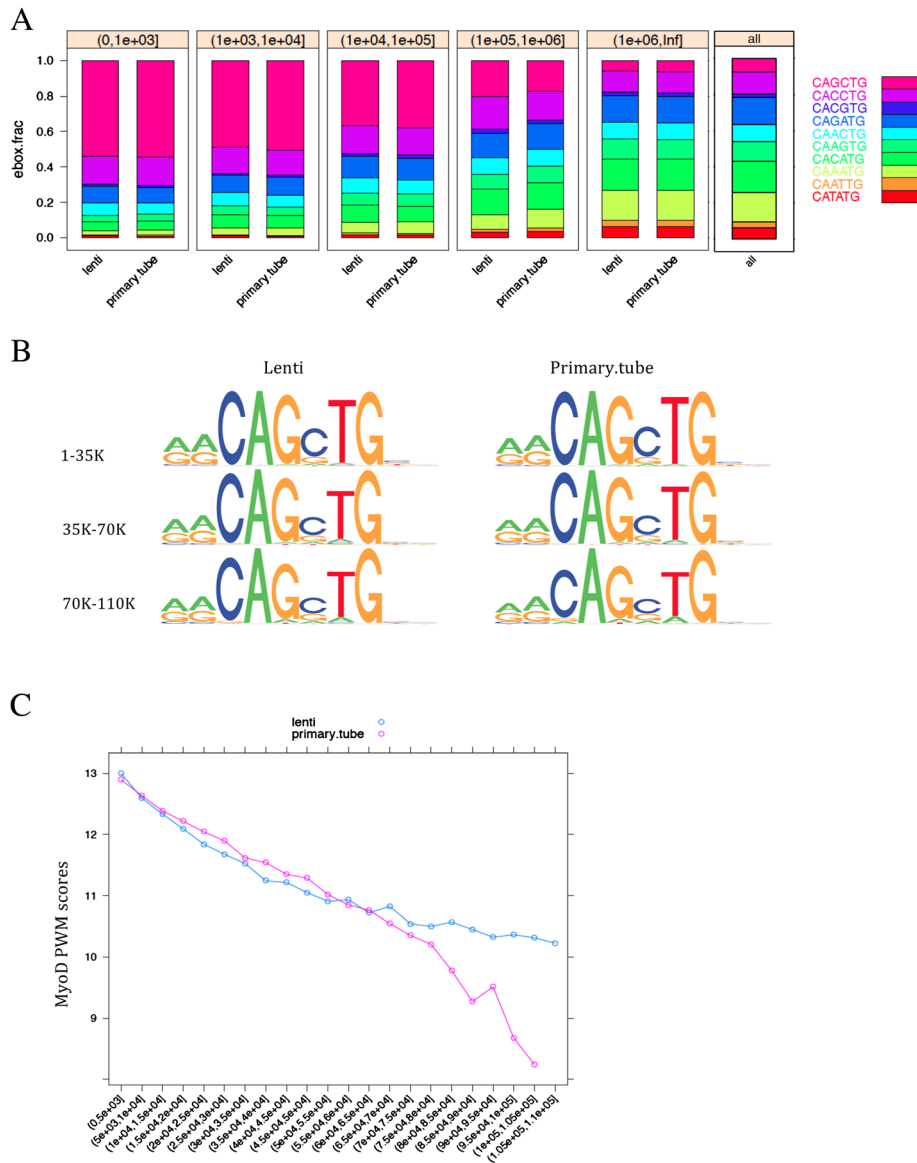 A
(0,1e+03] (1e+03,1e+04] (1e+04,1e+05] (1e+05,1e+06] (1e+06,Inf] all
ebox.frac
1.0
0.8
0.6
0.4
0.2
0.0
lenti primary.tube lenti primary.tube lenti primary.tube lenti primary.tube lenti primary.tube all
CAGCTG
CACCTG
CACGTG
CAGATG
CAACTG
CAAGTG
CACATG
CAAATG
CAATTG
CATATG
B
Lenti Primary.tube
1-35K
35K-70K
70K-110K
C
lenti
primary.tube
MyoD PWM scores
13
12
11
10
9
(0,5e+03]
(5e+03,1e+04]
(1e+04,1.5e+04]
(1.5e+04,2e+04]
(2e+04,2.5e+04]
(2.5e+04,3e+04]
(3e+04,3.5e+04]
(3.5e+04,4e+04]
(4e+04,4.5e+04]
(4.5e+04,5e+04]
(5e+04,5.5e+04]
(5.5e+04,6e+04]
(6e+04,6.5e+04]
(6.5e+04,7e+04]
(7e+04,7.5e+04]
(7.5e+04,8e+04]
(8e+04,8.5e+04]
(8.5e+04,9e+04]
(9e+04,9.5e+04]
(9.5e+04,1e+05]
(1e+05,1.05e+05]
(1.05e+05,1.1e+05]